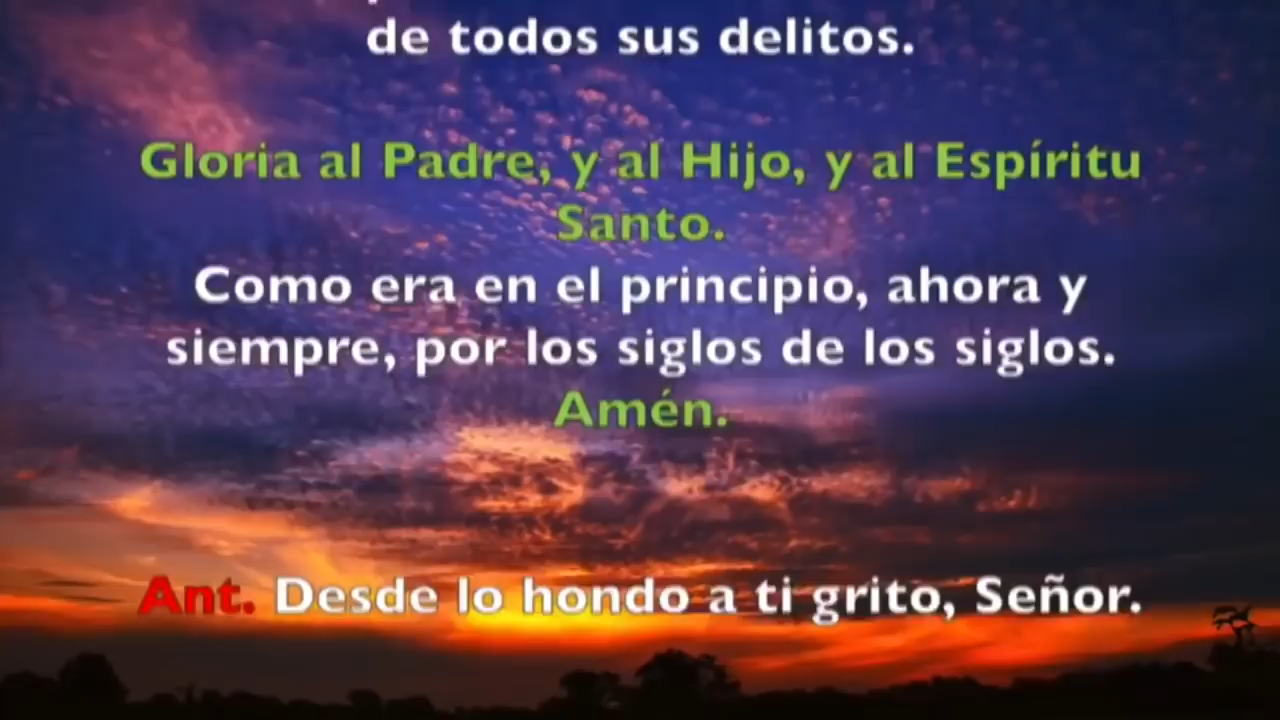 de todos sus delitos.
Gloria al Padre, y al Hijo, y al Espíritu
Santo.
Como era en el principio, ahora y
siempre, por los siglos de los siglos.
Amén.
Ant. Desde lo hondo a ti grito, Señor.